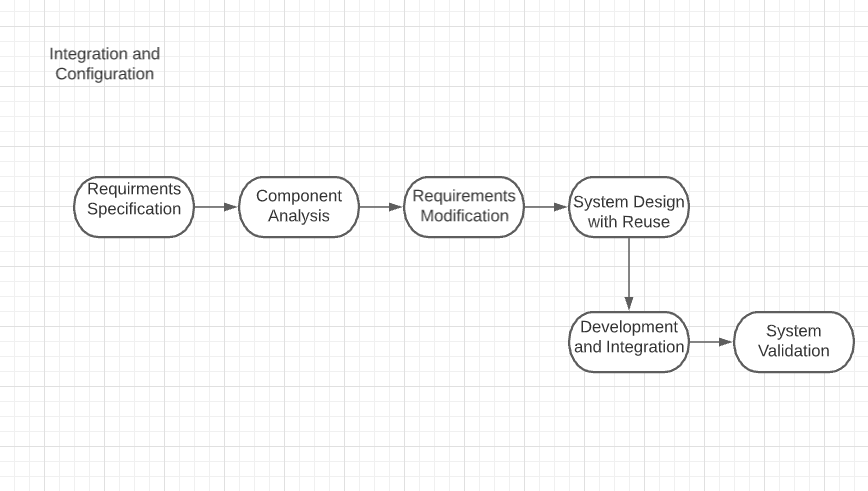 Integration and
Configuration
Requirments
Specification
Component
Analysis
Requirements
Modification
System Design
with Reuse
Development
and Integration
System
Validation